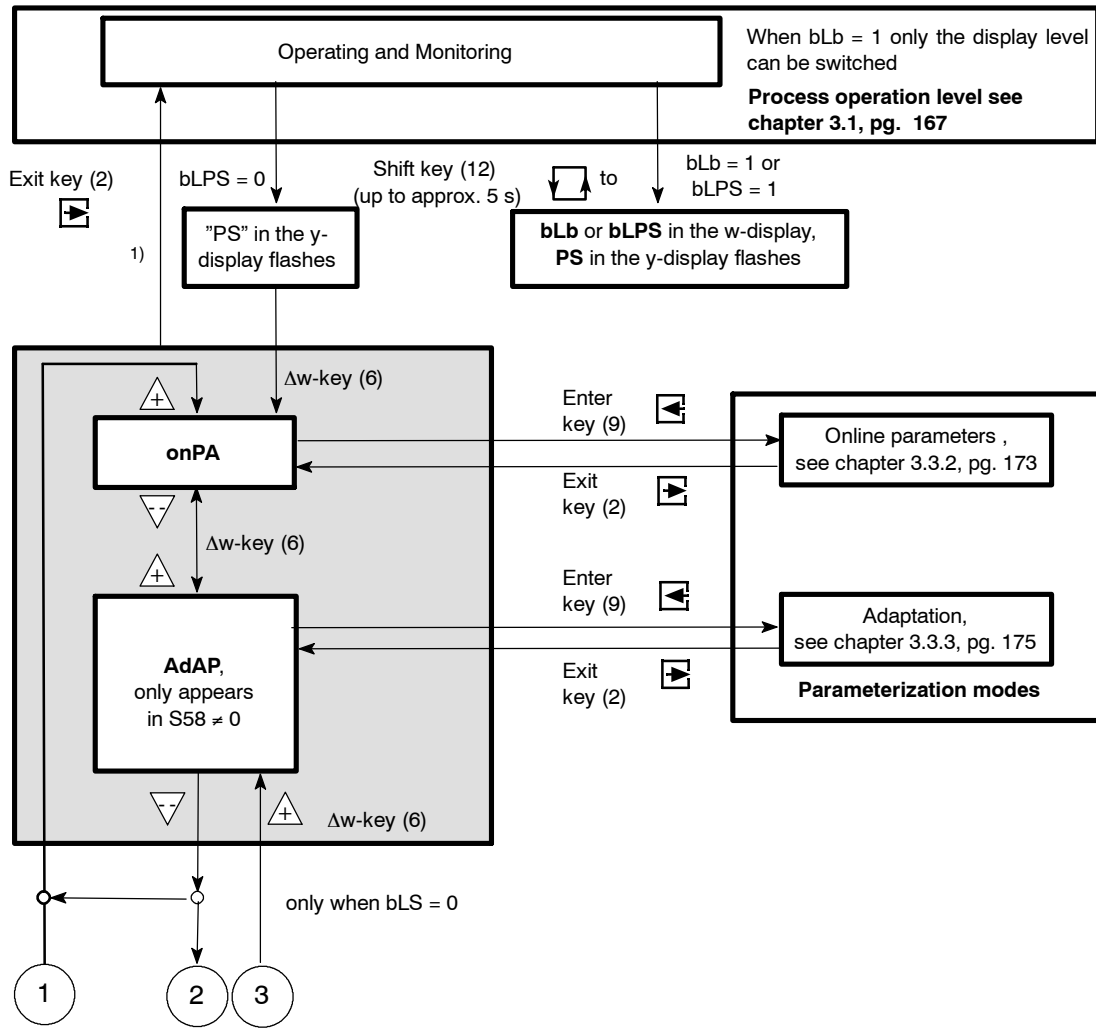 Operating and Monitoring
When bLb = 1 only the display level
can be switched
Process operation level see
chapter 3.1, pg. 167
Exit key (2)
bLPS = 0
Shift key (12)
(up to approx. 5 s)
to
bLb = 1 or
bLPS = 1
1)
"PS" in the y-
display flashes
bLb or bLPS in the w-display,
PS in the y-display flashes
Δw-key (6)
+
onPA
--
Enter
key (9)
Exit
key (2)
Online parameters ,
see chapter 3.3.2, pg. 173
Δw-key (6)
+
AdAP,
only appears
in S58 ≠ 0
Enter
key (9)
Exit
key (2)
Adaptation,
see chapter 3.3.3, pg. 175
Parameterization modes
--
+
Δw-key (6)
only when bLS = 0
1
2
3